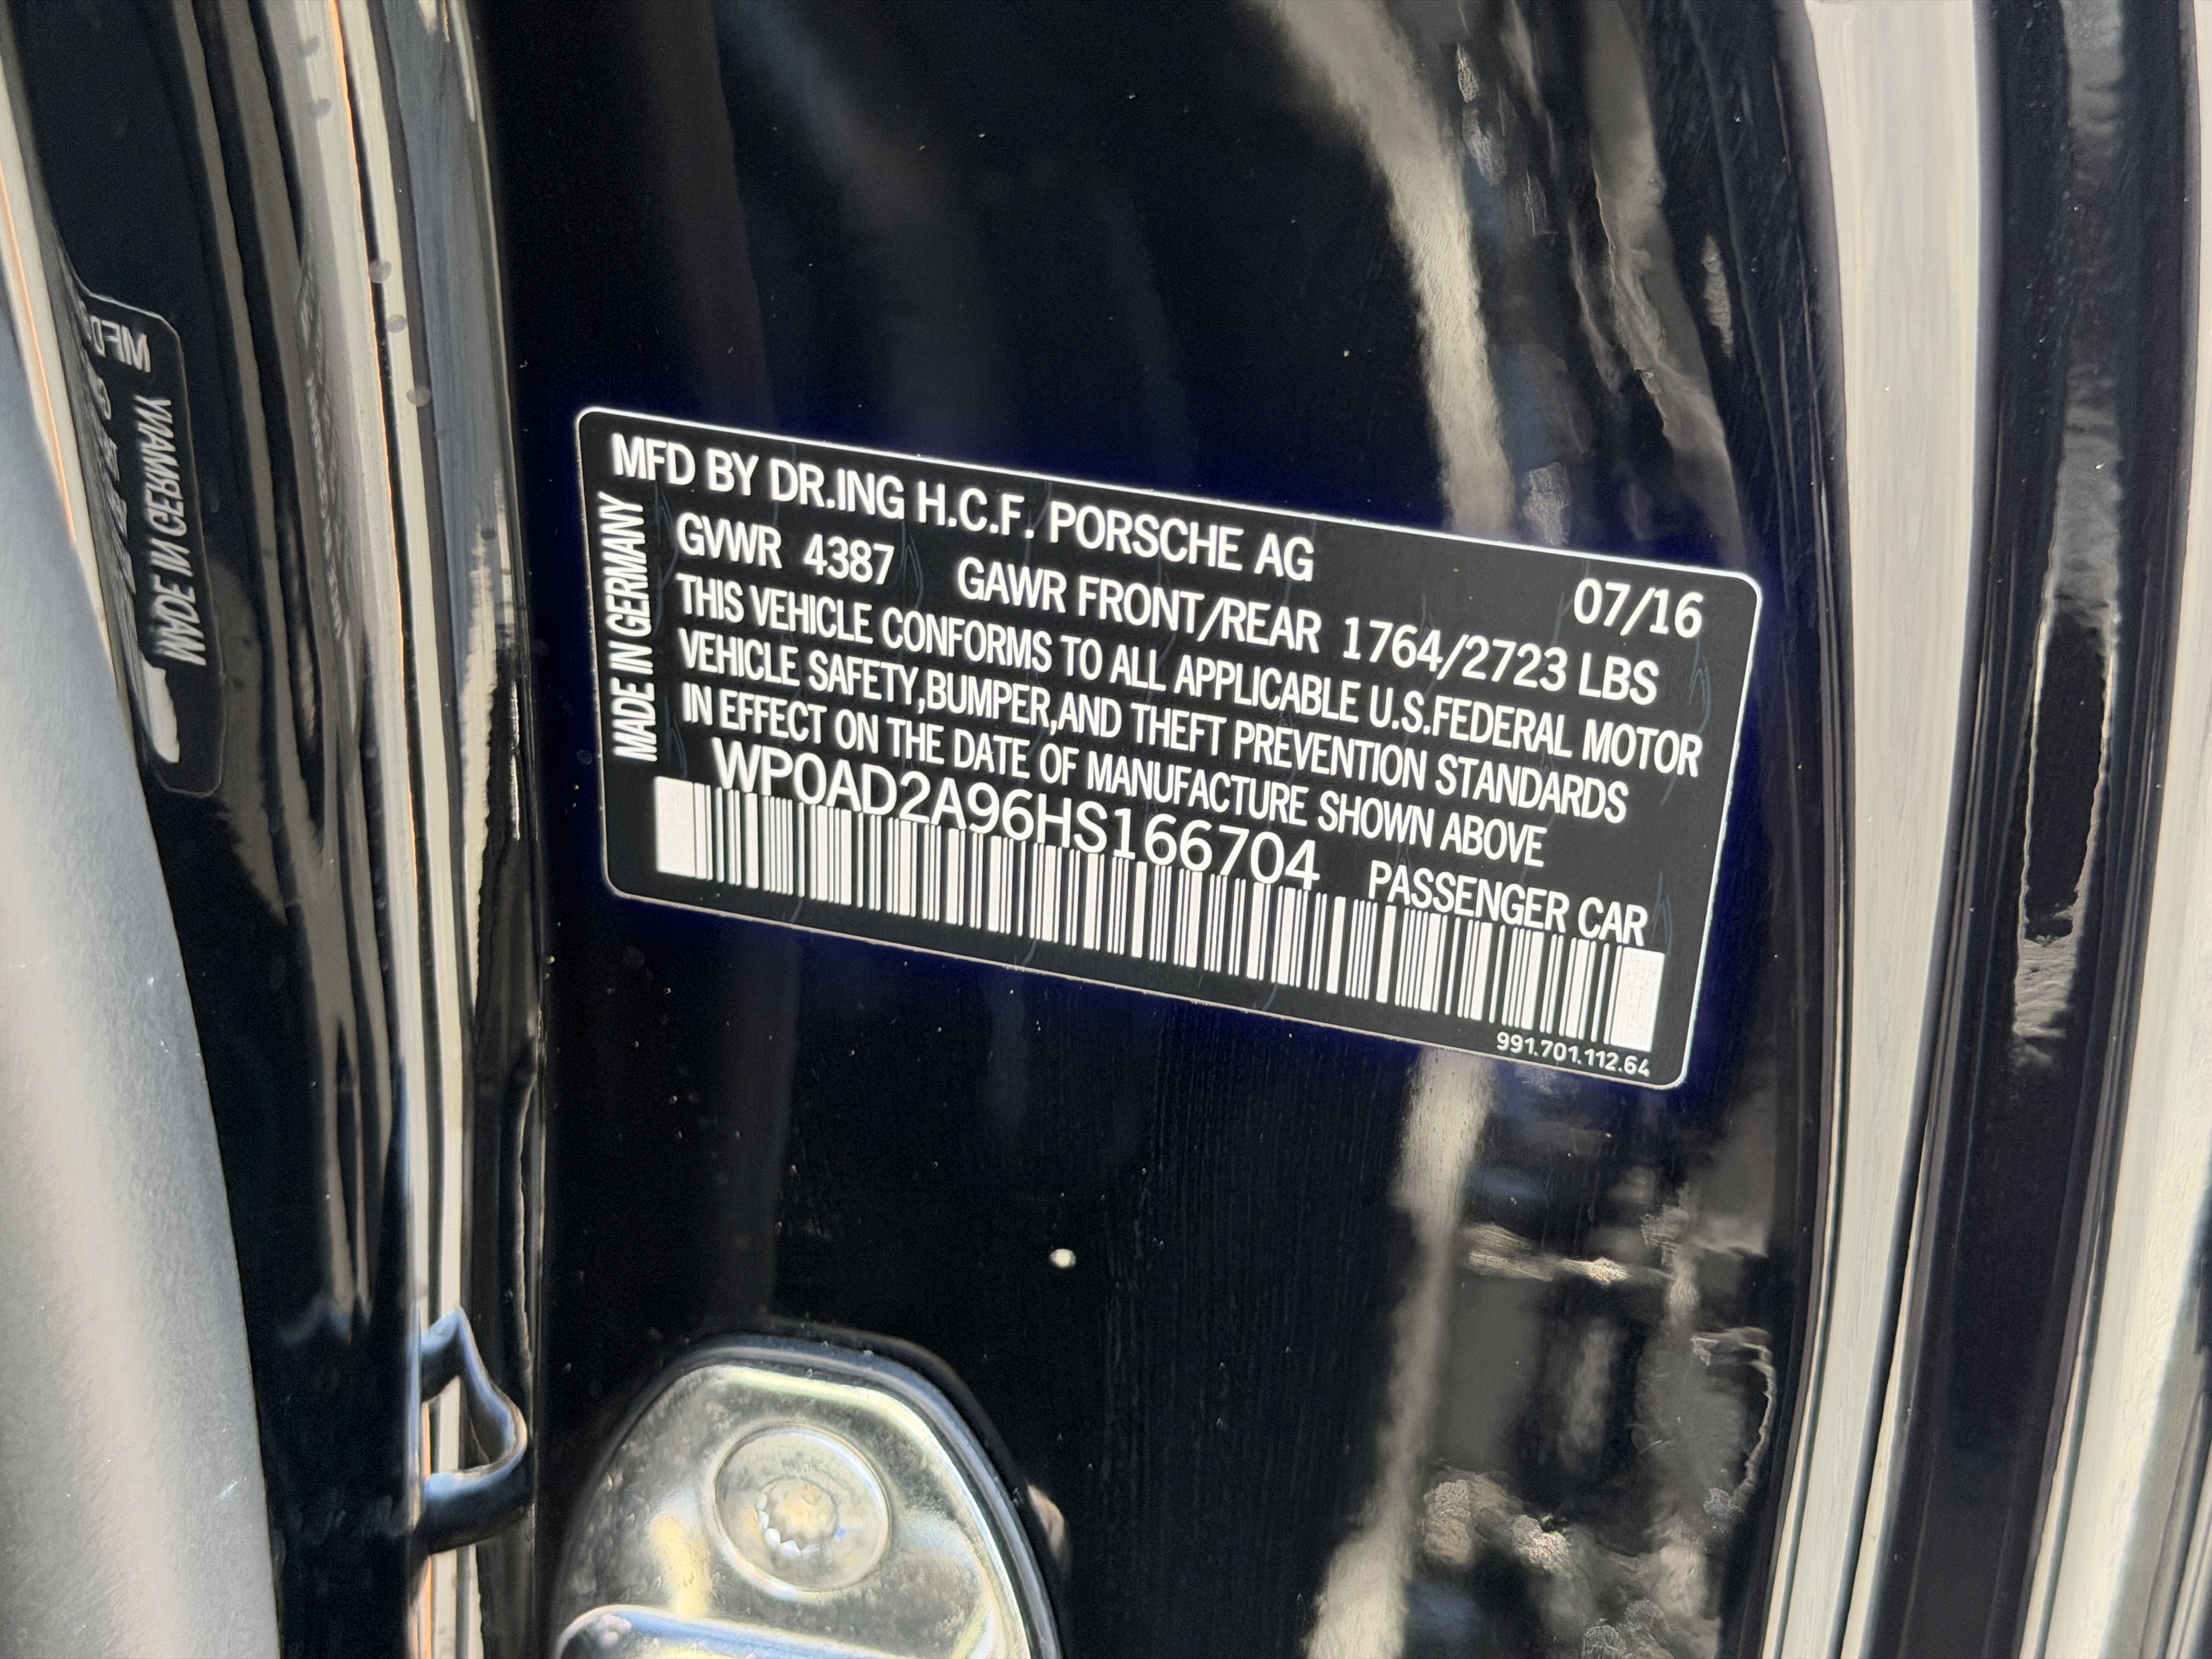 MFD BY DR.ING H.C.F. PORSCHE AG
07/16
MADE IN GERMANY
GVWR 4387 GAWR FRONT/REAR 1764/2723 LBS
THIS VEHICLE CONFORMS TO ALL APPLICABLE U.S.FEDERAL MOTOR
VEHICLE SAFETY,BUMPER,AND THEFT PREVENTION STANDARDS
IN EFFECT ON THE DATE OF MANUFACTURE SHOWN ABOVE
WP0AD2A96HS166704
PASSENGER CAR
991.701.112.64
MFD
MADE IN GERMANY